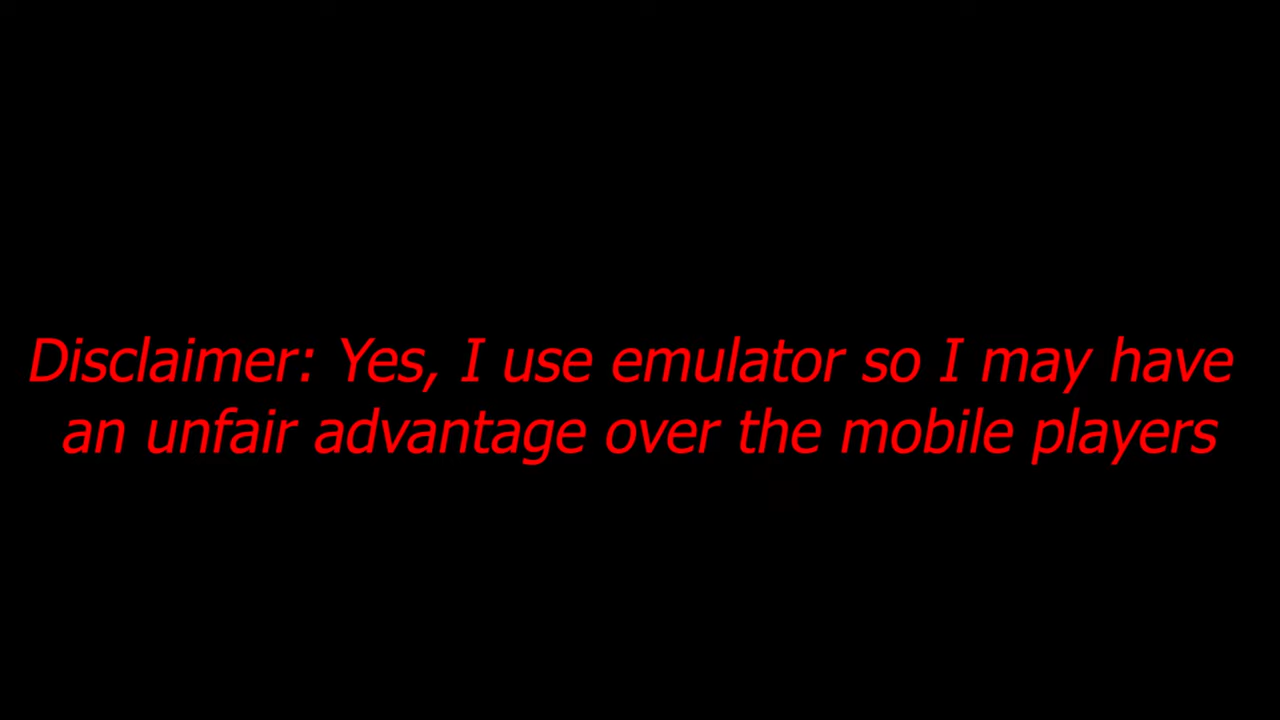 Disclaimer: Yes, I use emulator so I may have
an unfair advantage over the mobile players